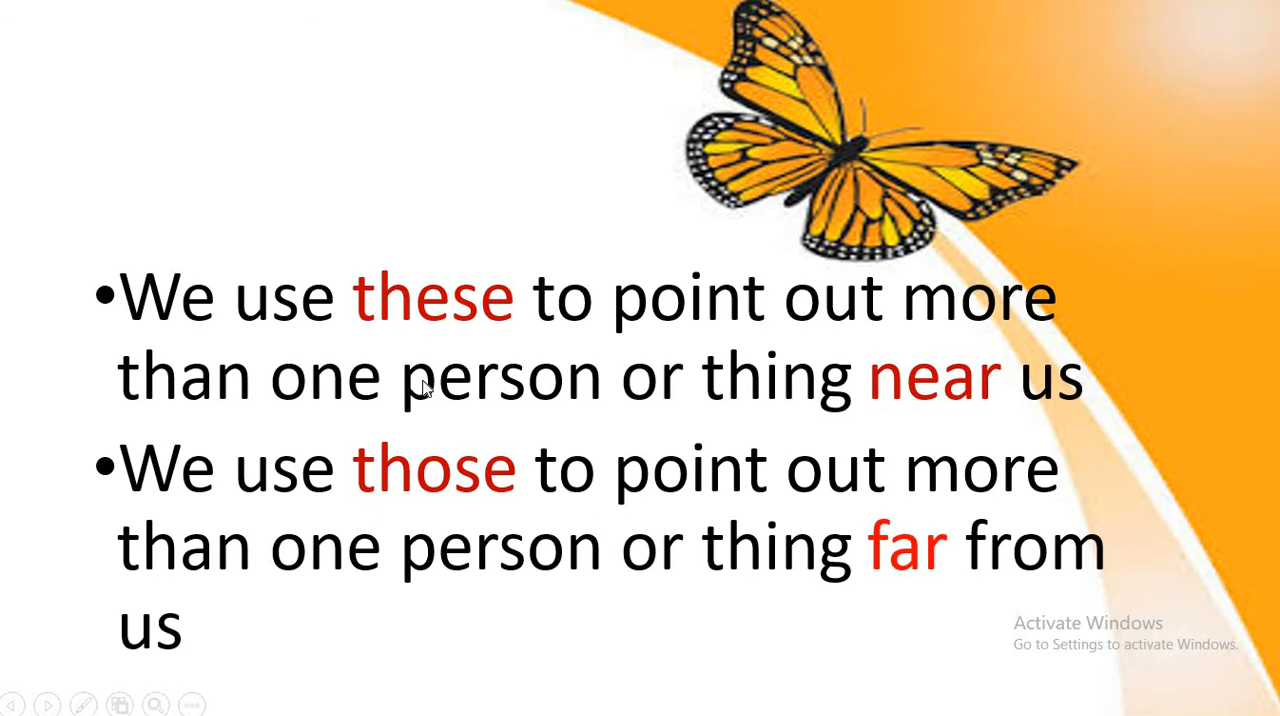 •We use these to point out more
than one person or thing near us
•We use those to point out more
than one person or thing far from
us
Activate Windows
Go to Settings to activate Windows.